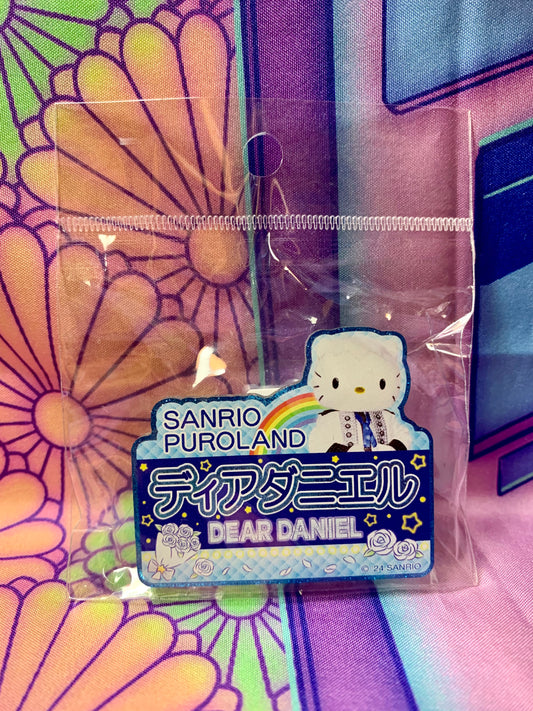 SANRIO
PUROLAND
ディアダニエル
DEAR DANIEL
© '24 SANRIO